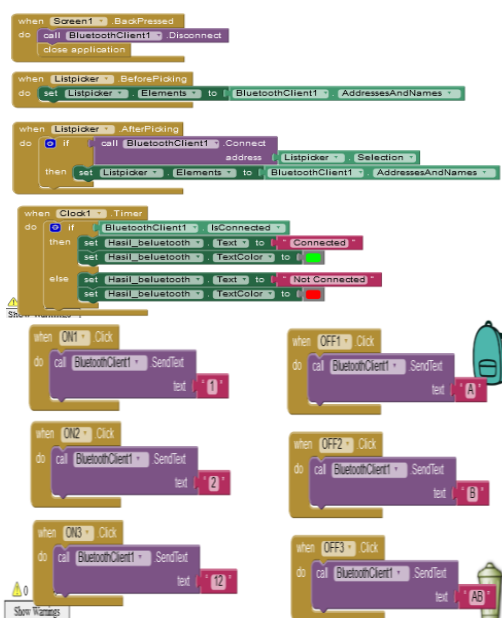 when Screen1 .BackPressed
do call BluetoothClient1 .Disconnect
close application
when Listpicker .BeforePicking
do set Listpicker . Elements to BluetoothClient1 . AddressesAndNames
when Listpicker .AfterPicking
do if call BluetoothClient1 .Connect
address Listpicker . Selection
then set Listpicker . Elements to BluetoothClient1 . AddressesAndNames
when Clock1 .Timer
do if BluetoothClient1 . IsConnected
then set Hasil_beluetooth . Text to " Connected "
set Hasil_beluetooth . TextColor to
else set Hasil_beluetooth . Text to " Not Connected "
set Hasil_beluetooth . TextColor to
Show Warnings
when ON1 .Click
do call BluetoothClient1 .SendText
text " 1 "
when OFF1 .Click
do call BluetoothClient1 .SendText
text " A "
when ON2 .Click
do call BluetoothClient1 .SendText
text " 2 "
when OFF2 .Click
do call BluetoothClient1 .SendText
text " B "
when ON3 .Click
do call BluetoothClient1 .SendText
text " 12 "
when OFF3 .Click
do call BluetoothClient1 .SendText
text " AB "
0
Show Warnings